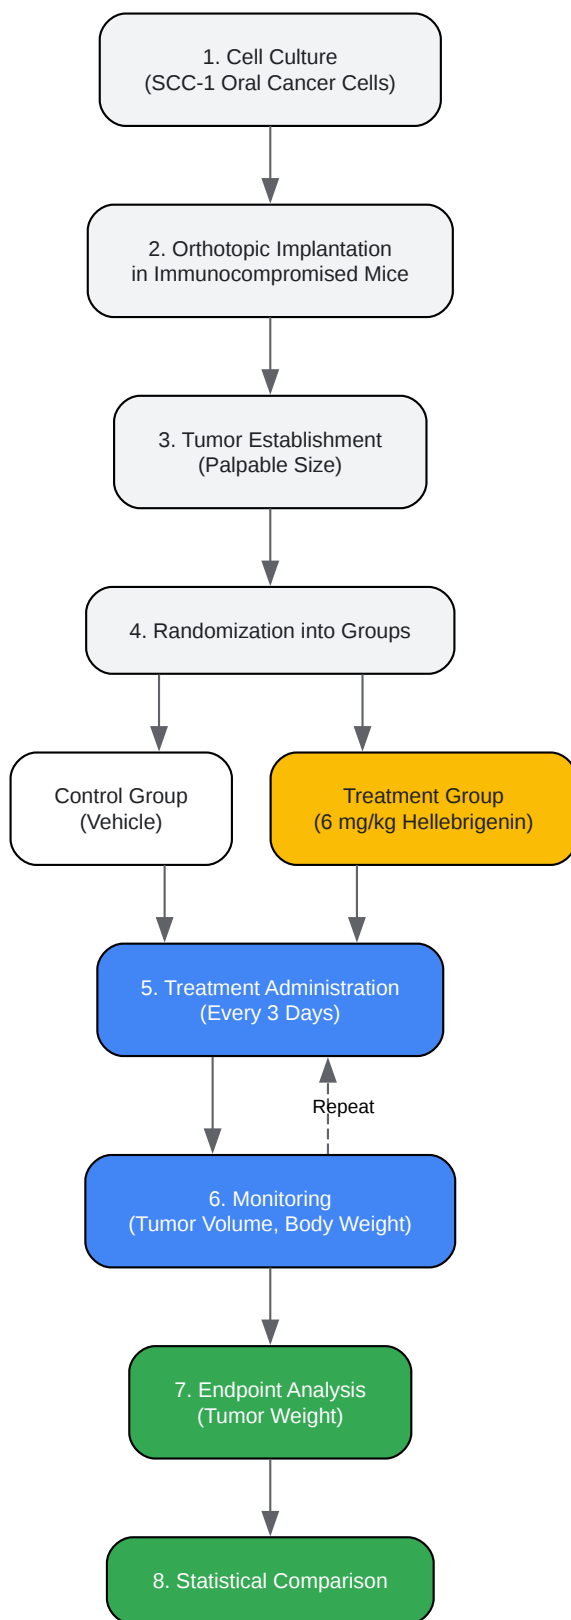 1. Cell Culture
(SCC-1 Oral Cancer Cells)
2. Orthotopic Implantation
in Immunocompromised Mice
3. Tumor Establishment
(Palpable Size)
4. Randomization into Groups
Control Group
(Vehicle)
Treatment Group
(6 mg/kg Hellebrigenin)
5. Treatment Administration
(Every 3 Days)
Repeat
6. Monitoring
(Tumor Volume, Body Weight)
7. Endpoint Analysis
(Tumor Weight)
8. Statistical Comparison